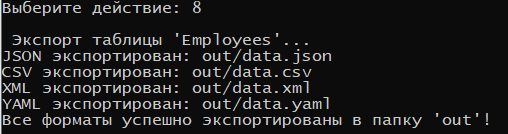 Выберите действие: 8
Экспорт таблицы 'Employees'...
JSON экспортирован: out/data.json
CSV экспортирован: out/data.csv
XML экспортирован: out/data.xml
YAML экспортирован: out/data.yaml
Все форматы успешно экспортированы в папку 'out'!